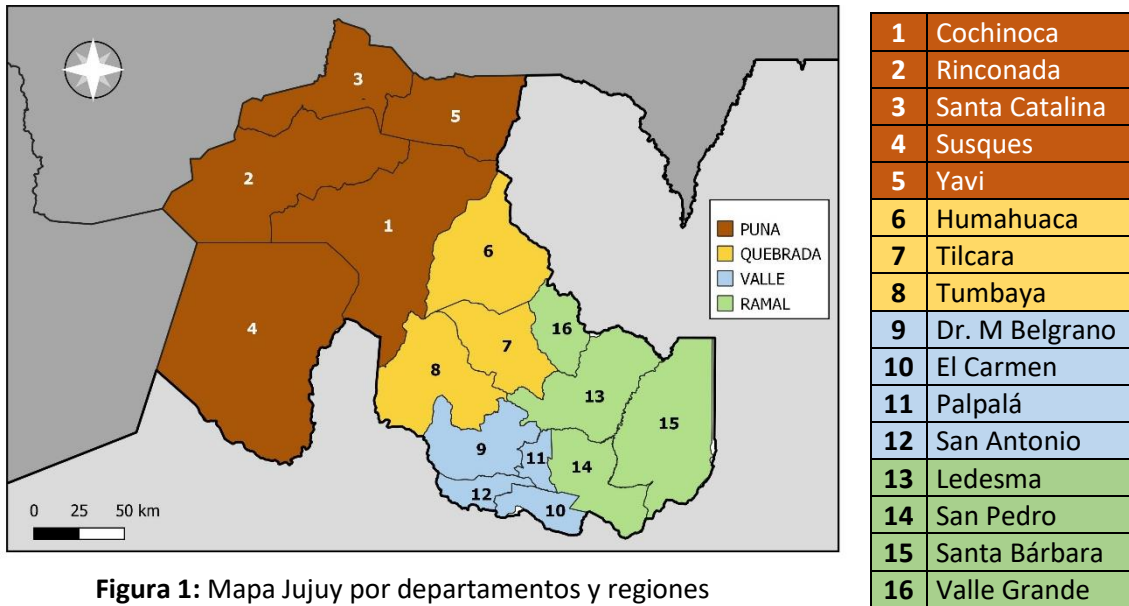 3
5
2
1
6
4
16
7
8
13
15
9
11
14
12
10
PUNA
QUEBRADA
VALLE
RAMAL
0 25 50 km
Figura 1: Mapa Jujuy por departamentos y regiones
1 Cochinoca
2 Rinconada
3 Santa Catalina
4 Susques
5 Yavi
6 Humahuaca
7 Tilcara
8 Tumbaya
9 Dr. M Belgrano
10 El Carmen
11 Palpalá
12 San Antonio
13 Ledesma
14 San Pedro
15 Santa Bárbara
16 Valle Grande